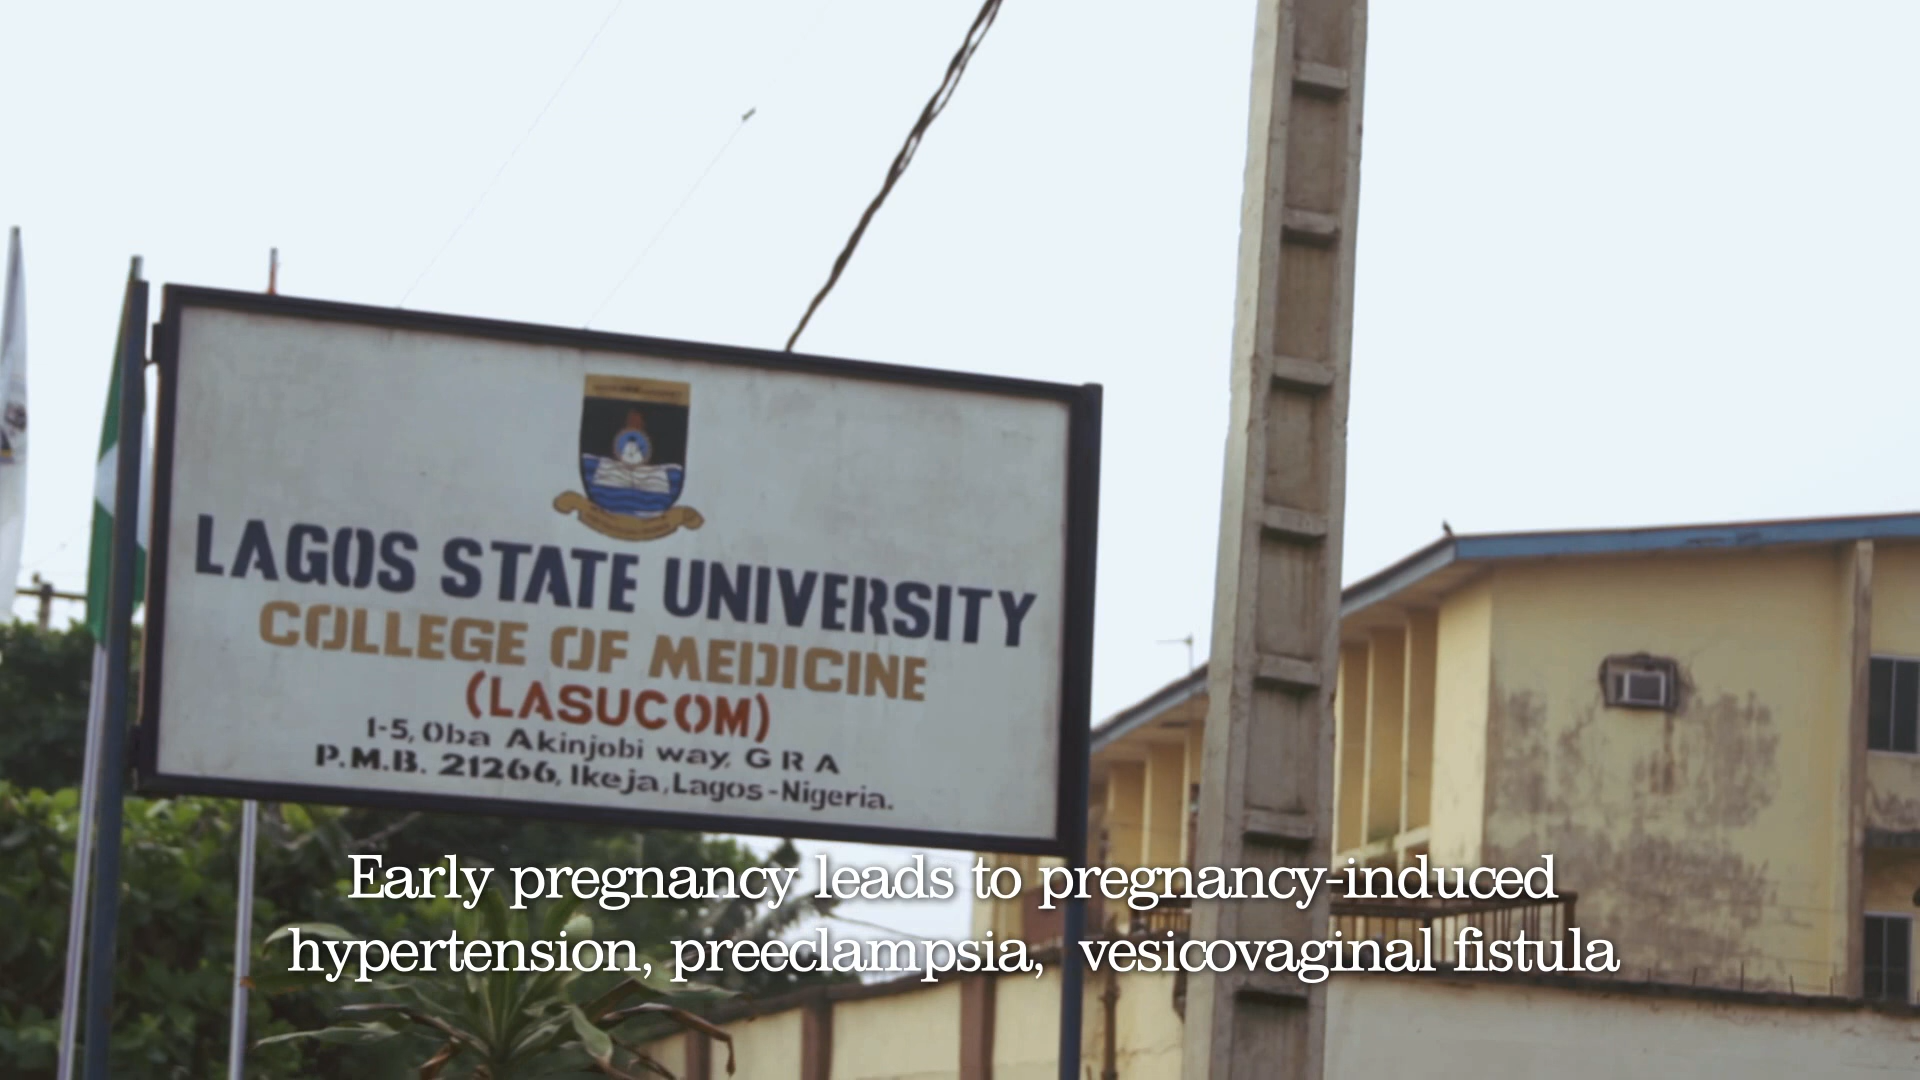 LAGOS STATE UNIVERSITY
COLLEGE OF MEDICINE
(LASUCOM)
1-5, Oba Akinjobi way, G R A
P.M.B. 21266, Ikeja, Lagos-Nigeria.
Early pregnancy leads to pregnancy-induced
hypertension, preeclampsia, vesicovaginal fistula